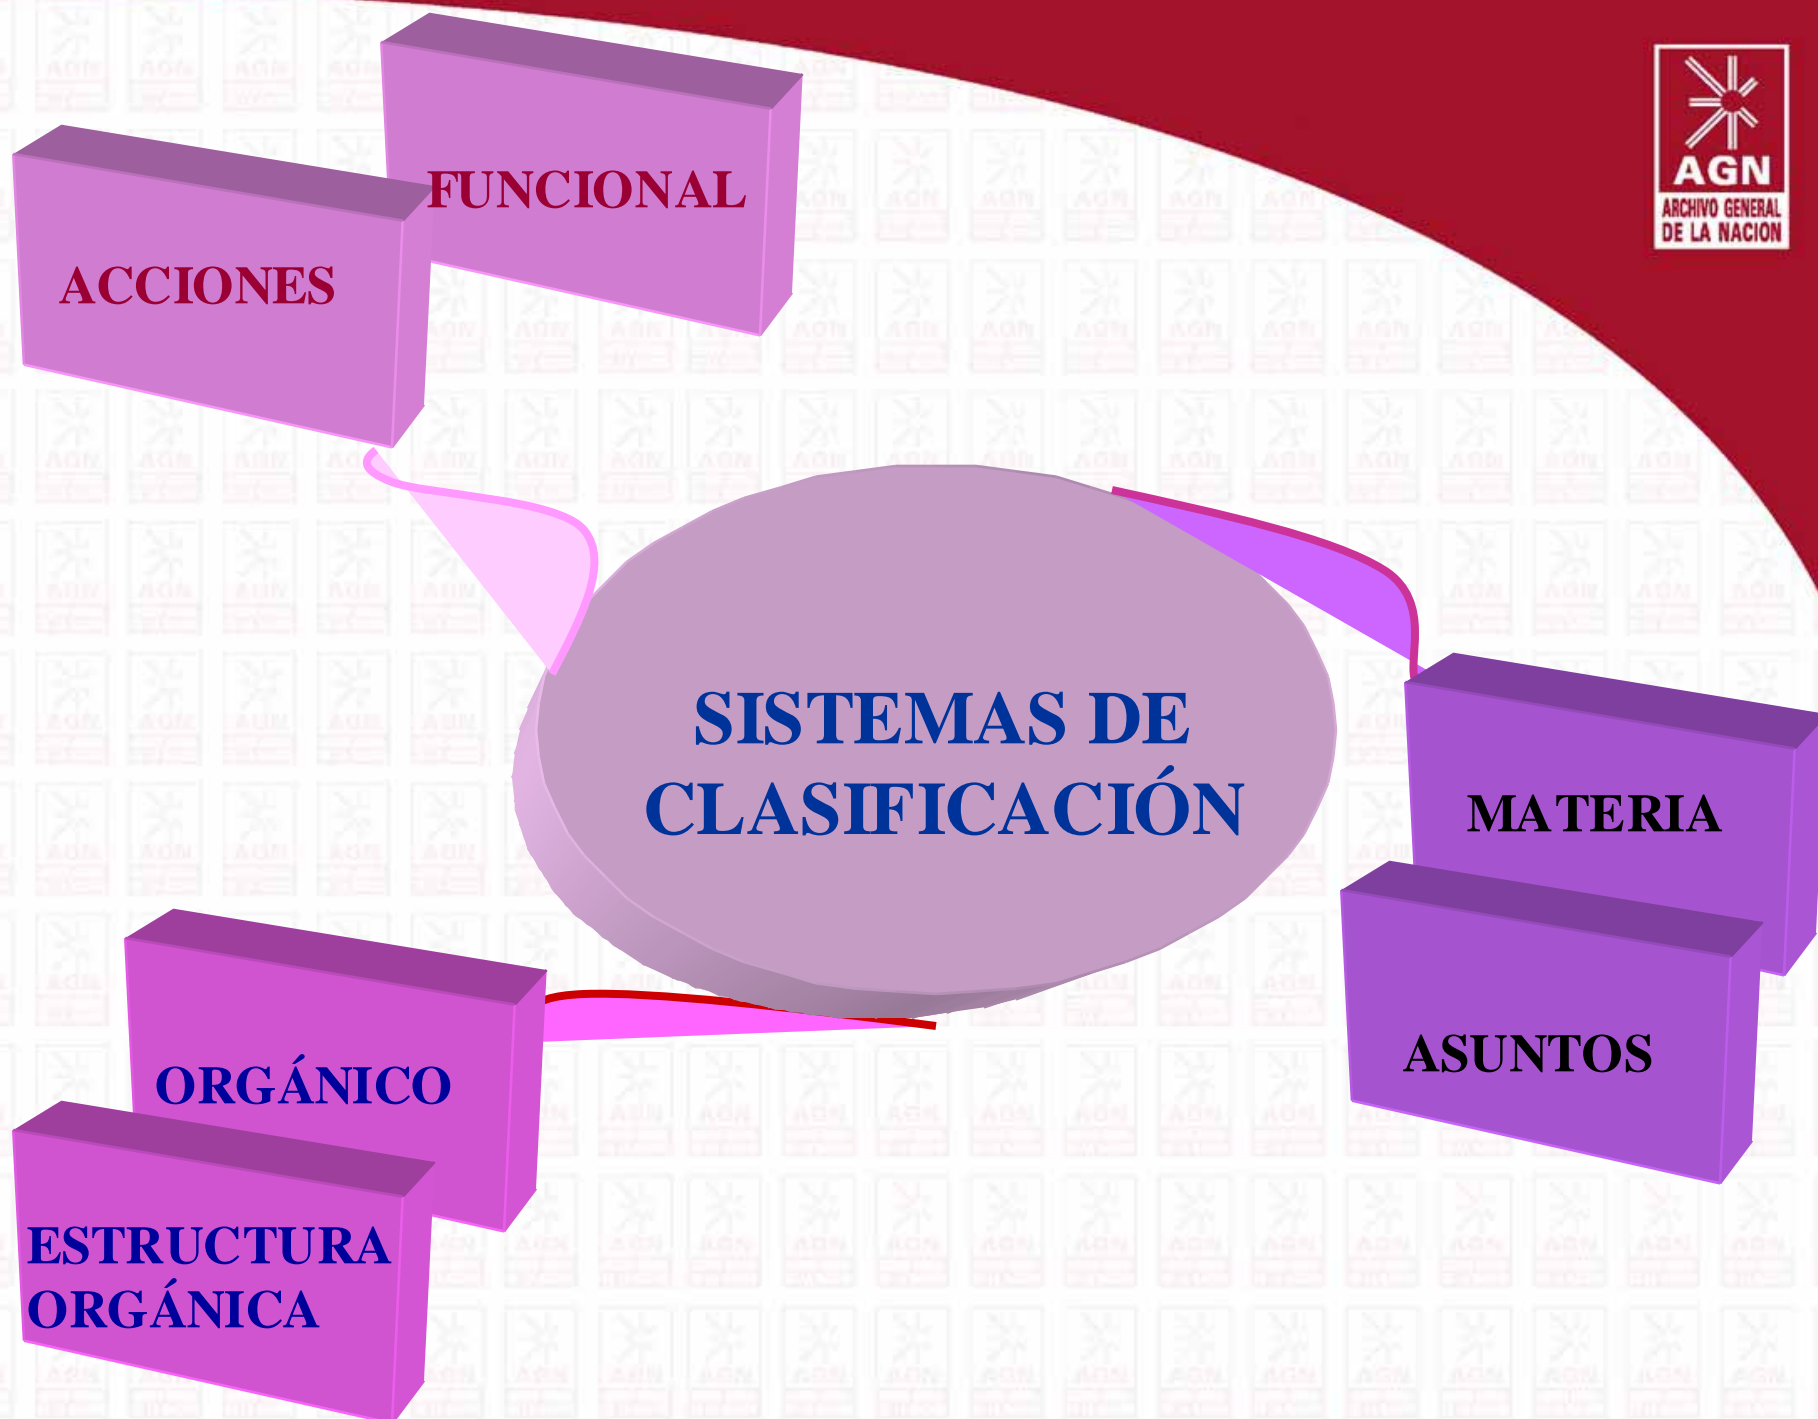 FUNCIONAL
ACCIONES
AGN
ARCHIVO GENERAL
DE LA NACION
SISTEMAS DE
CLASIFICACIÓN
MATERIA
ASUNTOS
ORGÁNICO
ESTRUCTURA
ORGÁNICA